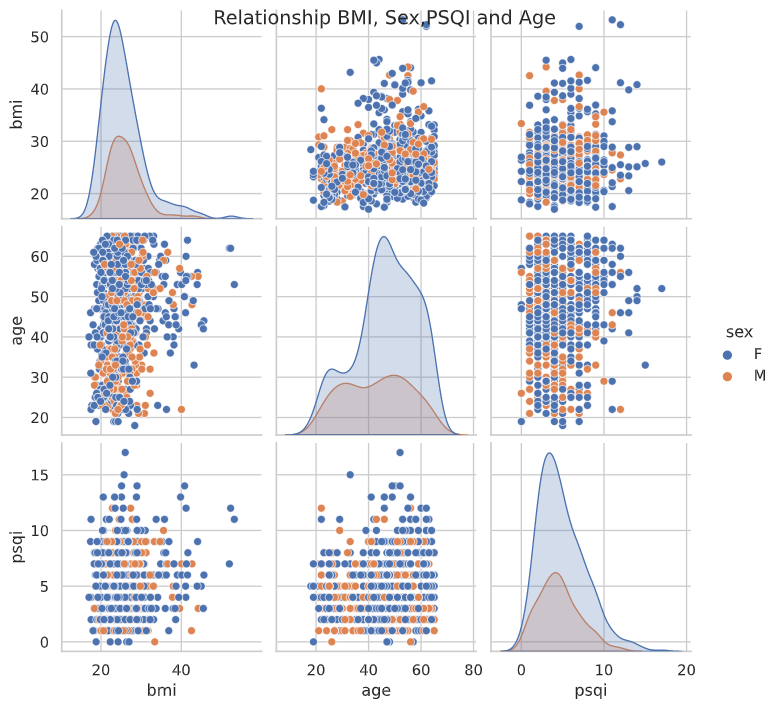 Relationship BMI, Sex,PSQI and Age
50
40
30
20
bmi
60
50
40
30
20
age
sex
F
M
15
10
5
0
psqi
20 40
20 40 60 80
0 10 20
bmi age psqi